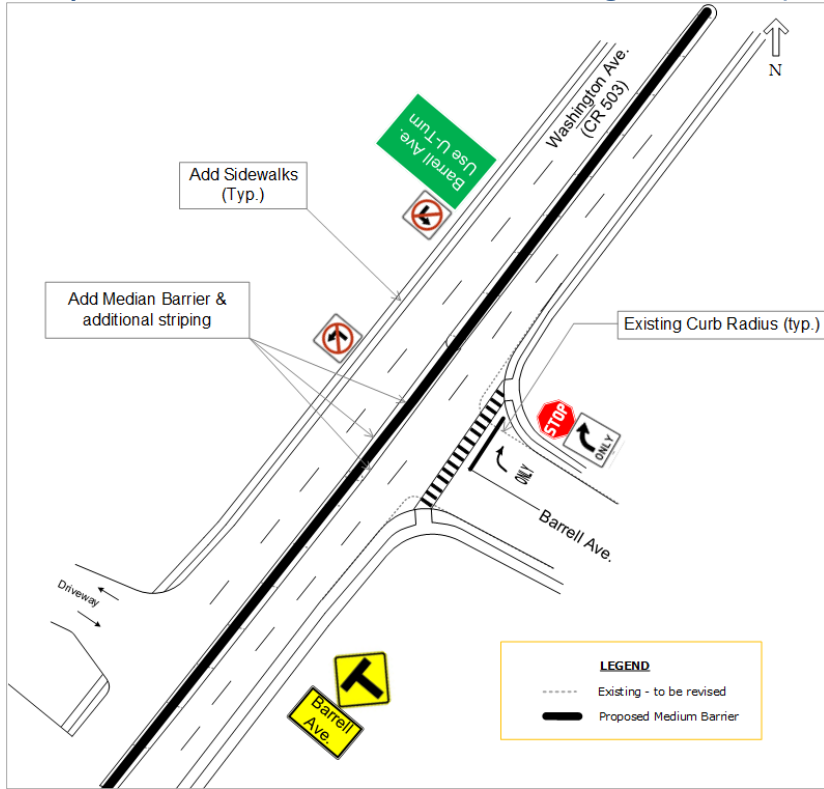 N
Washington Ave.
(CR 503)
Barrell Ave.
Use U-Turn
Add Sidewalks
(Typ.)
Add Median Barrier &
additional striping
Existing Curb Radius (typ.)
STOP
ONLY
ONLY
Barrell Ave.
Driveway
Barrell
Ave.
LEGEND
Existing - to be revised
Proposed Medium Barrier